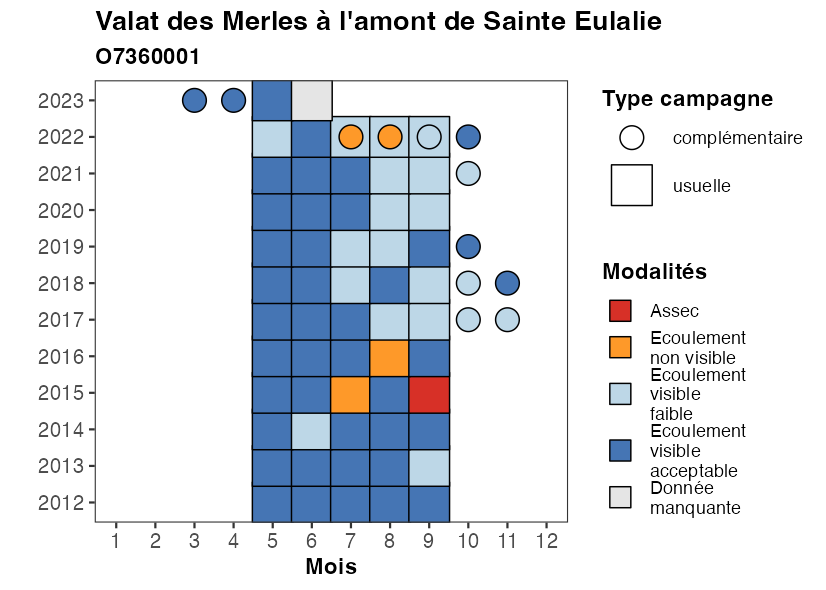 Valat des Merles à l'amont de Sainte Eulalie
O7360001
2023
2022
2021
2020
2019
2018
2017
2016
2015
2014
2013
2012
1 2 3 4 5 6 7 8 9 10 11 12
Mois
Type campagne
complémentaire
usuelle
Modalités
Assec
Ecoulement
non visible
Ecoulement
visible
faible
Ecoulement
visible
acceptable
Donnée
manquante